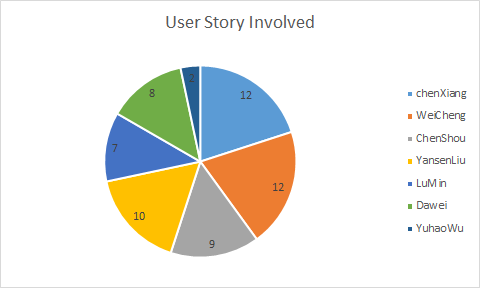 User Story Involved
12
12
9
10
7
8
2
chenXiang
WeiCheng
ChenShou
YansenLiu
LuMin
Dawei
YuhaoWu